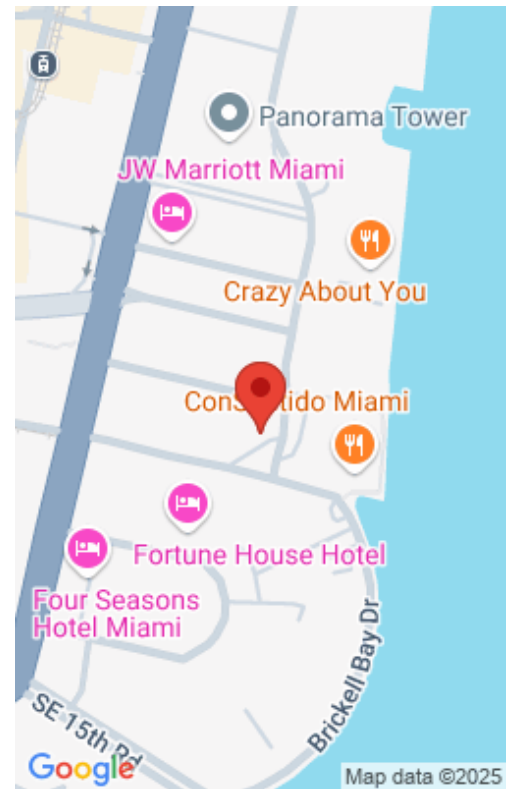 Panorama Tower
JW Marriott Miami
Crazy About You
Miami
Fortune House Hotel
Four Seasons
Hotel Miami
Brickell Bay Dr
SE 15th Rd
Google
Map data ©2025